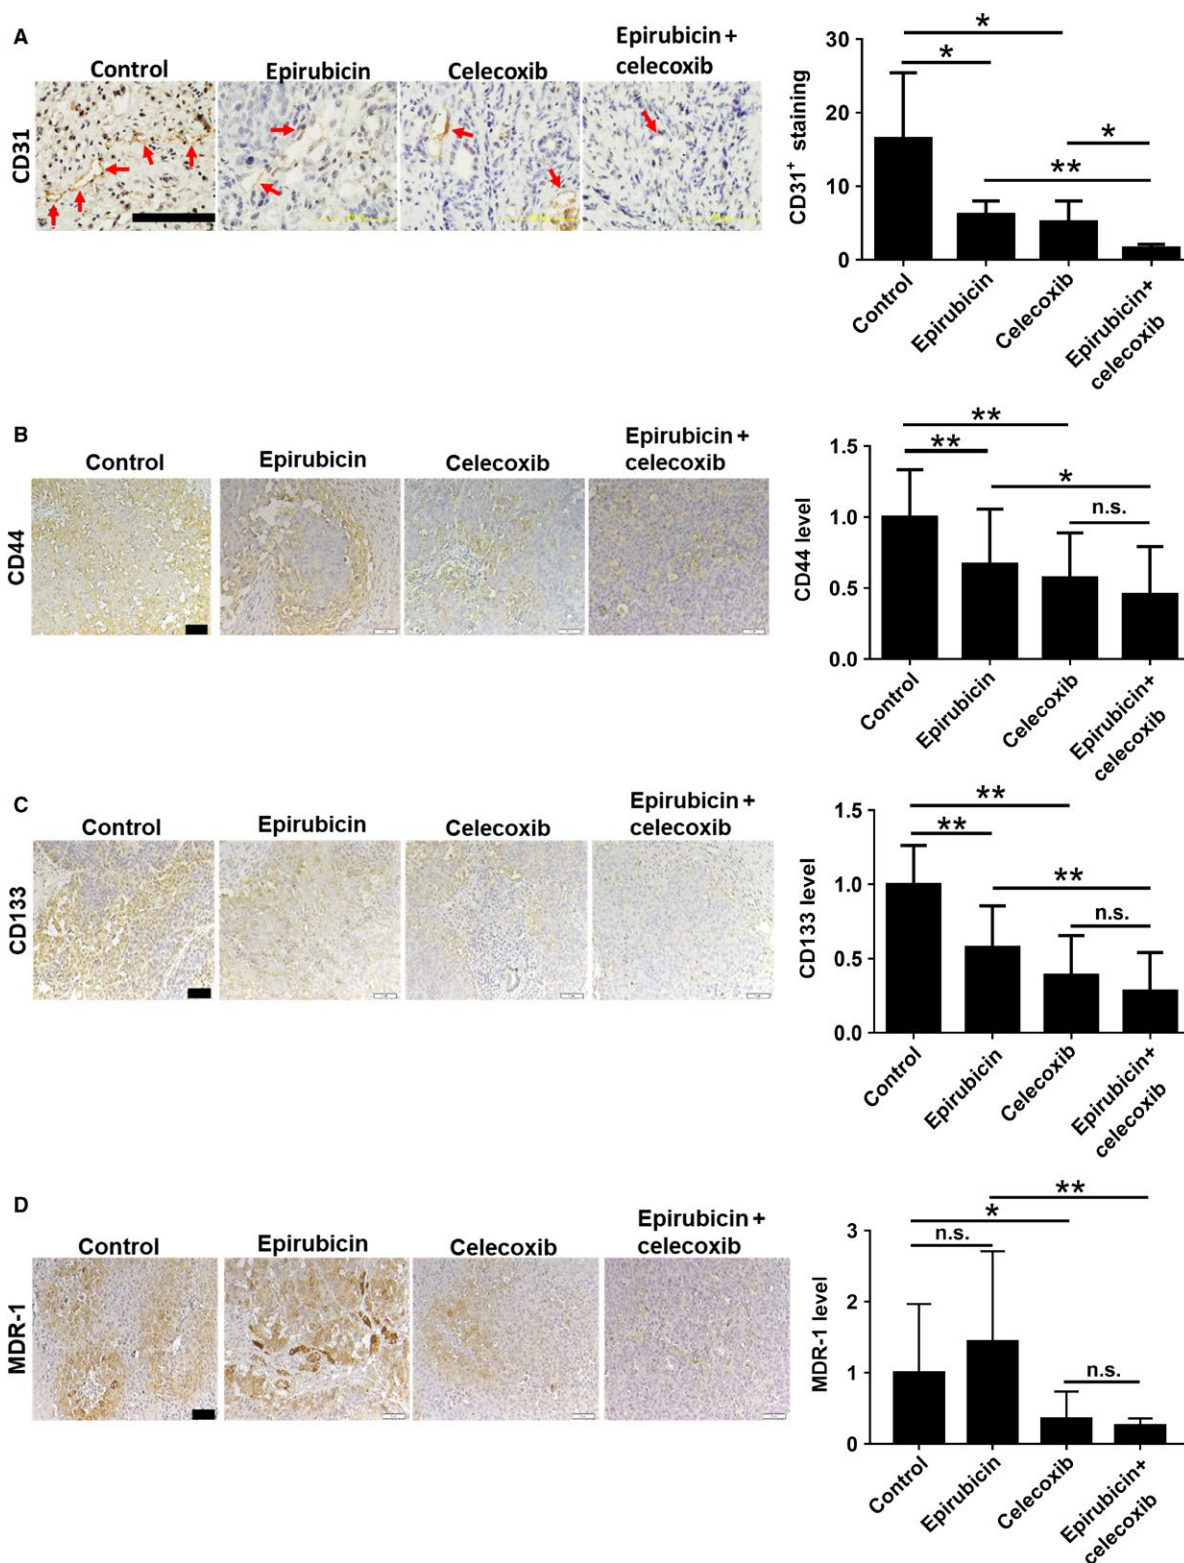 A
Control
Epirubicin
Celecoxib
Epirubicin +
celecoxib
CD31
CD31+ staining
30
20
10
0
*
*
*
**
Control
Epirubicin
Celecoxib
Epirubicin+
celecoxib
B
Control
Epirubicin
Celecoxib
Epirubicin +
celecoxib
CD44
CD44 level
1.5
1.0
0.5
0.0
**
**
*
n.s.
Control
Epirubicin
Celecoxib
Epirubicin+
celecoxib
C
Control
Epirubicin
Celecoxib
Epirubicin +
celecoxib
CD133
CD133 level
1.5
1.0
0.5
0.0
**
**
**
n.s.
Control
Epirubicin
Celecoxib
Epirubicin+
celecoxib
D
Control
Epirubicin
Celecoxib
Epirubicin +
celecoxib
MDR-1
MDR-1 level
3
2
1
0
**
*
n.s.
n.s.
Control
Epirubicin
Celecoxib
Epirubicin+
celecoxib